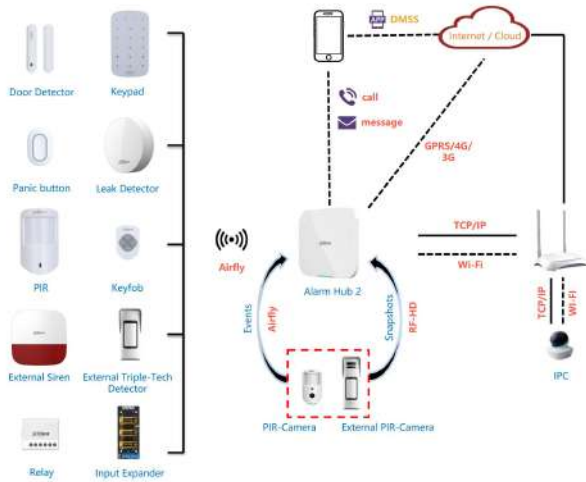 APP DMSS
Internet / Cloud
Door Detector
Keypad
call
message
GPRS/4G/
3G
Panic button
Leak Detector
TCP/IP
Wi-Fi
PIR
Keyfob
Airfly
Alarm Hub 2
Events
Airfly
Snapshots
RF-HD
TCP/IP
Wi-Fi
IPC
External Siren
External Triple-Tech
Detector
PIR-Camera
External PIR-Camera
Relay
Input Expander